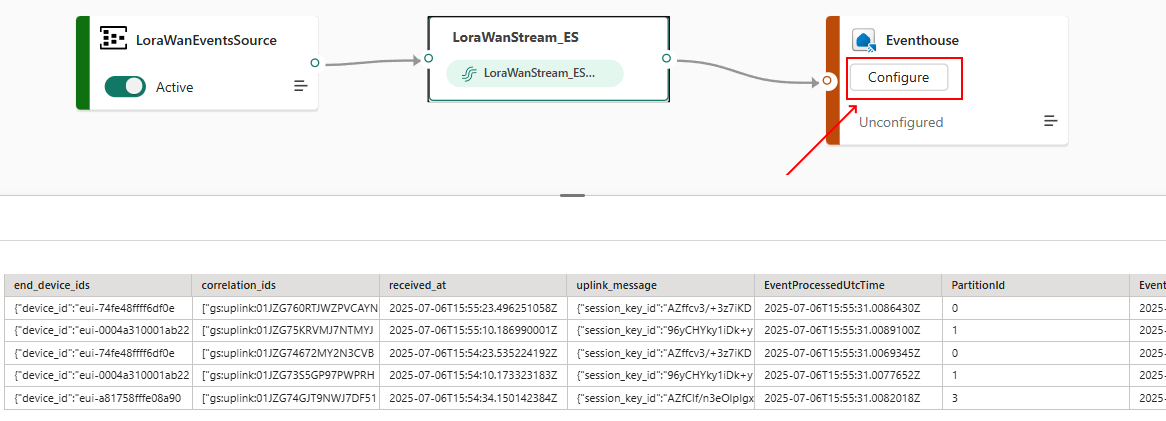 LoraWanEventsSource
Active
LoraWanStream_ES
LoraWanStream_ES...
Eventhouse
Configure
Unconfigured
end_device_ids correlation_ids received_at uplink_message EventProcessedUtcTime PartitionId Event
{"device_id":"eui-74fe48ffff6df0e ["gs:uplink:01JZG760RTJWZPVCAYN 2025-07-06T15:55:23.496251058Z {"session_key_id":"AZffcv3/+3z7iKD 2025-07-06T15:55:31.0086430Z 0 2025-
{"device_id":"eui-0004a310001ab22 ["gs:uplink:01JZG75KRVMJ7NTMYJ 2025-07-06T15:55:10.186990001Z {"session_key_id":"96yCHYky1iDk+y 2025-07-06T15:55:31.0089100Z 1 2025-
{"device_id":"eui-74fe48ffff6df0e ["gs:uplink:01JZG74672MY2N3CVB 2025-07-06T15:54:23.535224192Z {"session_key_id":"AZffcv3/+3z7iKD 2025-07-06T15:55:31.0069345Z 0 2025-
{"device_id":"eui-0004a310001ab22 ["gs:uplink:01JZG73S5GP97PWPRH 2025-07-06T15:54:10.173323183Z {"session_key_id":"96yCHYky1iDk+y 2025-07-06T15:55:31.0077652Z 1 2025-
{"device_id":"eui-a81758fffe08a90 ["gs:uplink:01JZG74GJT9NWJ7DF51 2025-07-06T15:54:34.150142384Z {"session_key_id":"AZfClf/n3eOlpIgx 2025-07-06T15:55:31.0082018Z 3 2025-